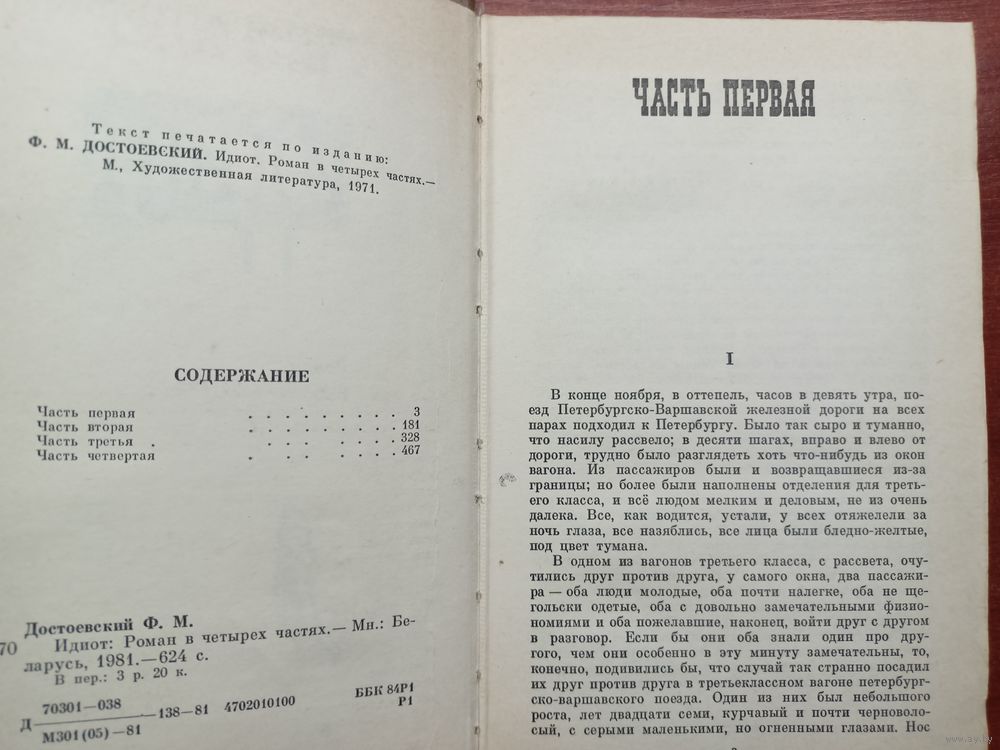 Текст печатается по изданию:
Ф. М. ДОСТОЕВСКИЙ. Идиот. Роман в четырех частях.—
М., Художественная литература, 1971.
СОДЕРЖАНИЕ
Часть первая . . . . . . . . . 3
Часть вторая . . . . . . . . . 181
Часть третья . . . . . . . . 328
Часть четвертая . . . . . . . 467
Достоевский Ф. М.
70 Идиот: Роман в четырех частях.— Мн.: Бе-
ларусь, 1981.—624 с.
В пер.: 3 р. 20 к.
70301—038
Д —138—81 4702010100
М301(05)—81
ББК 84Р1
Р1
ЧАСТЬ ПЕРВАЯ
I
В конце ноября, в оттепель, часов в девять утра, по-
езд Петербургско-Варшавской железной дороги на всех
парах подходил к Петербургу. Было так сыро и туманно,
что насилу рассвело; в десяти шагах, вправо и влево от
дороги, трудно было разглядеть хоть что-нибудь из окон
вагона. Из пассажиров были и возвращавшиеся из-за
границы; но более были наполнены отделения для треть-
его класса, и всё людом мелким и деловым, не из очень
далека. Все, как водится, устали, у всех отяжелели за
ночь глаза, все назяблись, все лица были бледно-желтые,
под цвет тумана.
В одном из вагонов третьего класса, с рассвета, очу-
тились друг против друга, у самого окна, два пассажи-
ра — оба люди молодые, оба почти налегке, оба не ще-
гольски одетые, оба с довольно замечательными физио-
номиями и оба пожелавшие, наконец, войти друг с другом
в разговор. Если бы они оба знали один про дру-
гого, чем они особенно в эту минуту замечательны, то,
конечно, подивились бы, что случай так странно посадил
их друг против друга в третьеклассном вагоне петербург-
ско-варшавского поезда. Один из них был небольшого
роста, лет двадцати семи, курчавый и почти черноволо-
сый, с серыми маленькими, но огненными глазами. Нос
www.ay.by